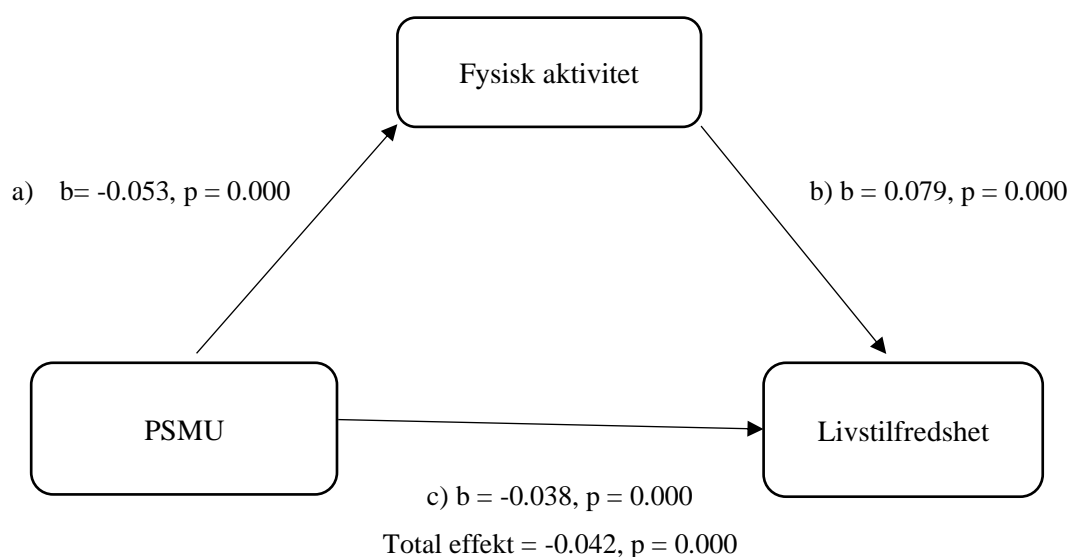 Fysisk aktivitet
a) b= -0.053, p = 0.000
b) b = 0.079, p = 0.000
PSMU
Livstilfredshet
c) b = -0.038, p = 0.000
Total effekt = -0.042, p = 0.000